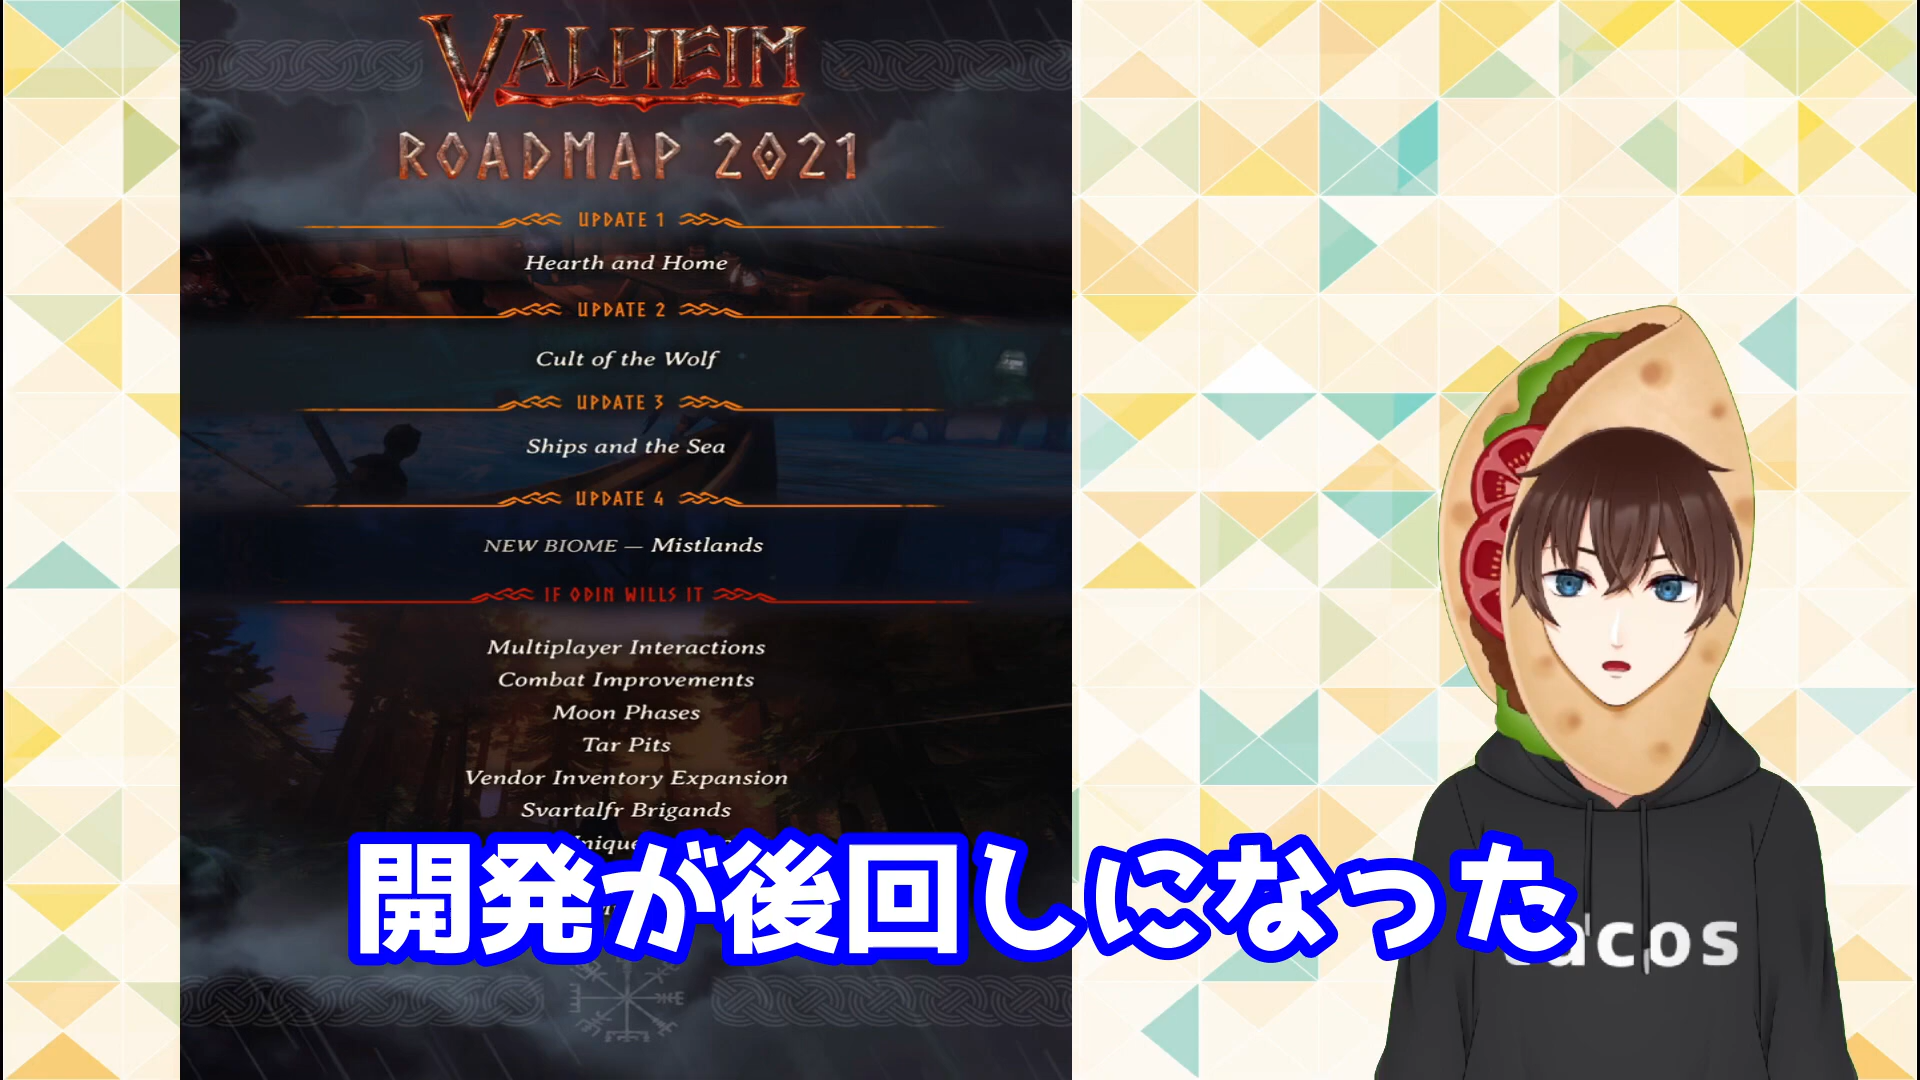 VALHEIM
ROADMAP 2021
UPDATE 1
Hearth and Home
UPDATE 2
Cult of the Wolf
UPDATE 3
Ships and the Sea
UPDATE 4
NEW BIOME — Mistlands
IF ODIN WILLS IT
Multiplayer Interactions
Combat Improvements
Moon Phases
Tar Pits
Vendor Inventory Expansion
Svartalfr Brigands
開発が後回しになった
tacos